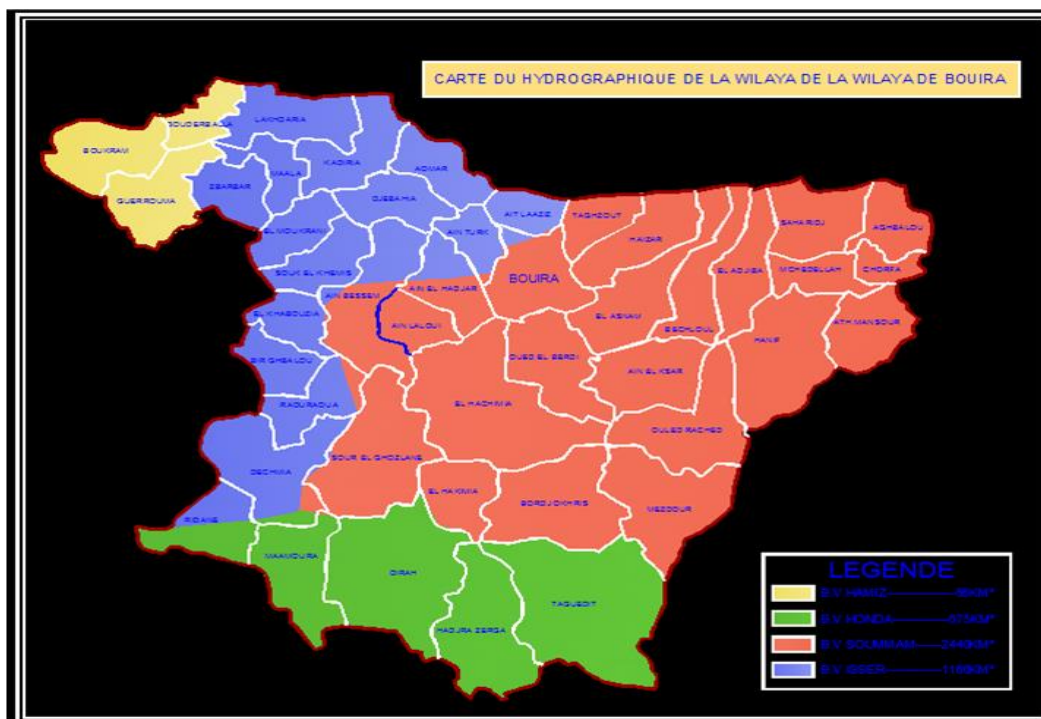 CARTE DU HYDROGRAPHIQUE DE LA WILAYA DE LA WILAYA DE BOUIRA
LAKHDARIA
BOUKRAM
KADIRIA
AOMAR
MAALA
ZBARBAR
GUERROUMA
DJEBAHIA
AIT LAAZIZ
TAGHZOUT
SAHARIDJ
AGHBALOU
EL MOUKRANI
AIN TURK
HAIZAR
SOUK EL KHEMIS
BOUIRA
EL ADJIBA
MCHEDELLAH
CHORFA
AIN EL HADJAR
AIN BESSEM
EL KHABOUZIA
AIN LALOUI
EL ASNAM
BECHLOUL
ATH MANSOUR
HANIF
BIR GHBALOU
OUED EL BERDI
AIN EL KSAR
RAOURAOUA
EL HACHIMIA
OULED RACHED
SOUR EL GHOZLANE
DECHMIA
EL HAKIMIA
BORDJ OKHRIS
MEZDOUR
RIDANE
MAAMOURA
DIRAH
TAGUEDIT
HADJRA ZERGA
LEGENDE
B.V HAMIZ
B.V HONDA
B.V SOUMMAM
B.V ISSER